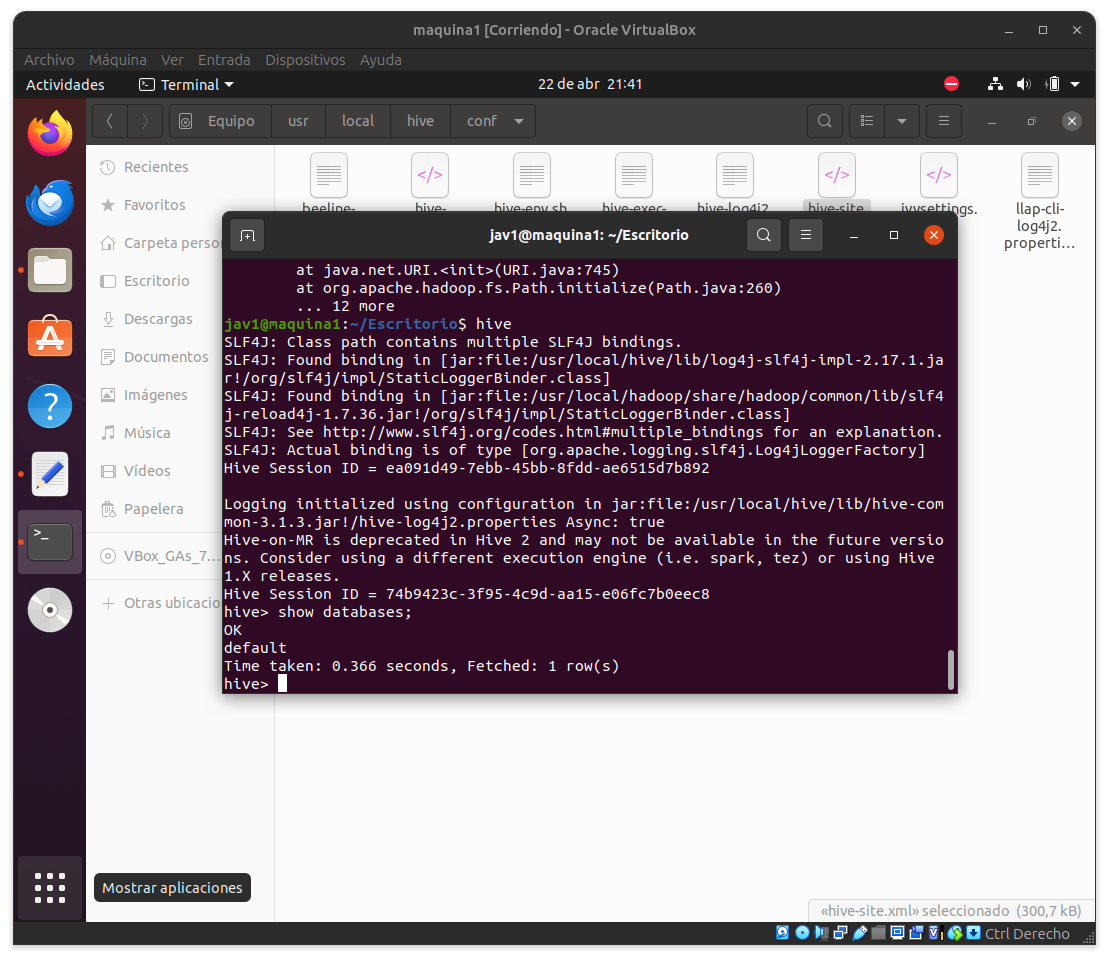 maquina1 [Corriendo] - Oracle VirtualBox
Archivo Máquina Ver Entrada Dispositivos Ayuda
Actividades Terminal 22 de abr 21:41
Equipo usr local hive conf
Recientes
Favoritos
Carpeta perso
Escritorio
Descargas
Documentos
Imágenes
Música
Vídeos
Papelera
VBox_GAs_7...
Otras ubicacio
beeline- hive- hive-env.sh hive-exec- hive-log4j2 hive-site ivysettings. llap-cli-
log4j2.
properti...
jav1@maquina1: ~/Escritorio
at java.net.URI.<init>(URI.java:745)
at org.apache.hadoop.fs.Path.initialize(Path.java:260)
... 12 more
jav1@maquina1:~/Escritorio$ hive
SLF4J: Class path contains multiple SLF4J bindings.
SLF4J: Found binding in [jar:file:/usr/local/hive/lib/log4j-slf4j-impl-2.17.1.ja
r!/org/slf4j/impl/StaticLoggerBinder.class]
SLF4J: Found binding in [jar:file:/usr/local/hadoop/share/hadoop/common/lib/slf4
j-reload4j-1.7.36.jar!/org/slf4j/impl/StaticLoggerBinder.class]
SLF4J: See http://www.slf4j.org/codes.html#multiple_bindings for an explanation.
SLF4J: Actual binding is of type [org.apache.logging.slf4j.Log4jLoggerFactory]
Hive Session ID = ea091d49-7ebb-45bb-8fdd-ae6515d7b892
Logging initialized using configuration in jar:file:/usr/local/hive/lib/hive-com
mon-3.1.3.jar!/hive-log4j2.properties Async: true
Hive-on-MR is deprecated in Hive 2 and may not be available in the future versio
ns. Consider using a different execution engine (i.e. spark, tez) or using Hive
1.X releases.
Hive Session ID = 74b9423c-3f95-4c9d-aa15-e06fc7b0eec8
hive> show databases;
OK
default
Time taken: 0.366 seconds, Fetched: 1 row(s)
hive>
Mostrar aplicaciones
«hive-site.xml» seleccionado (300,7 kB)
Ctrl Derecho